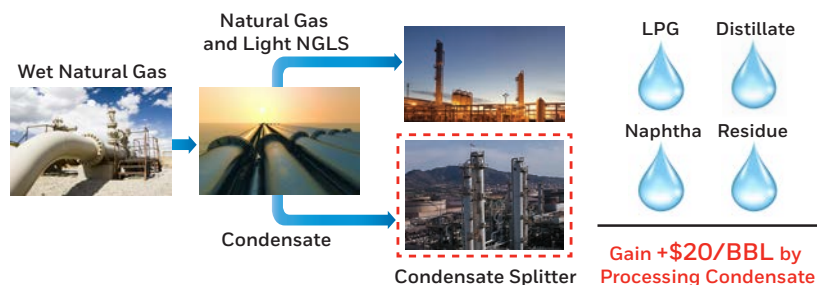 Wet Natural Gas
Natural Gas
and Light NGLS
Condensate
Condensate Splitter
LPG
Distillate
Naphtha
Residue
Gain +$20/BBL by
Processing Condensate